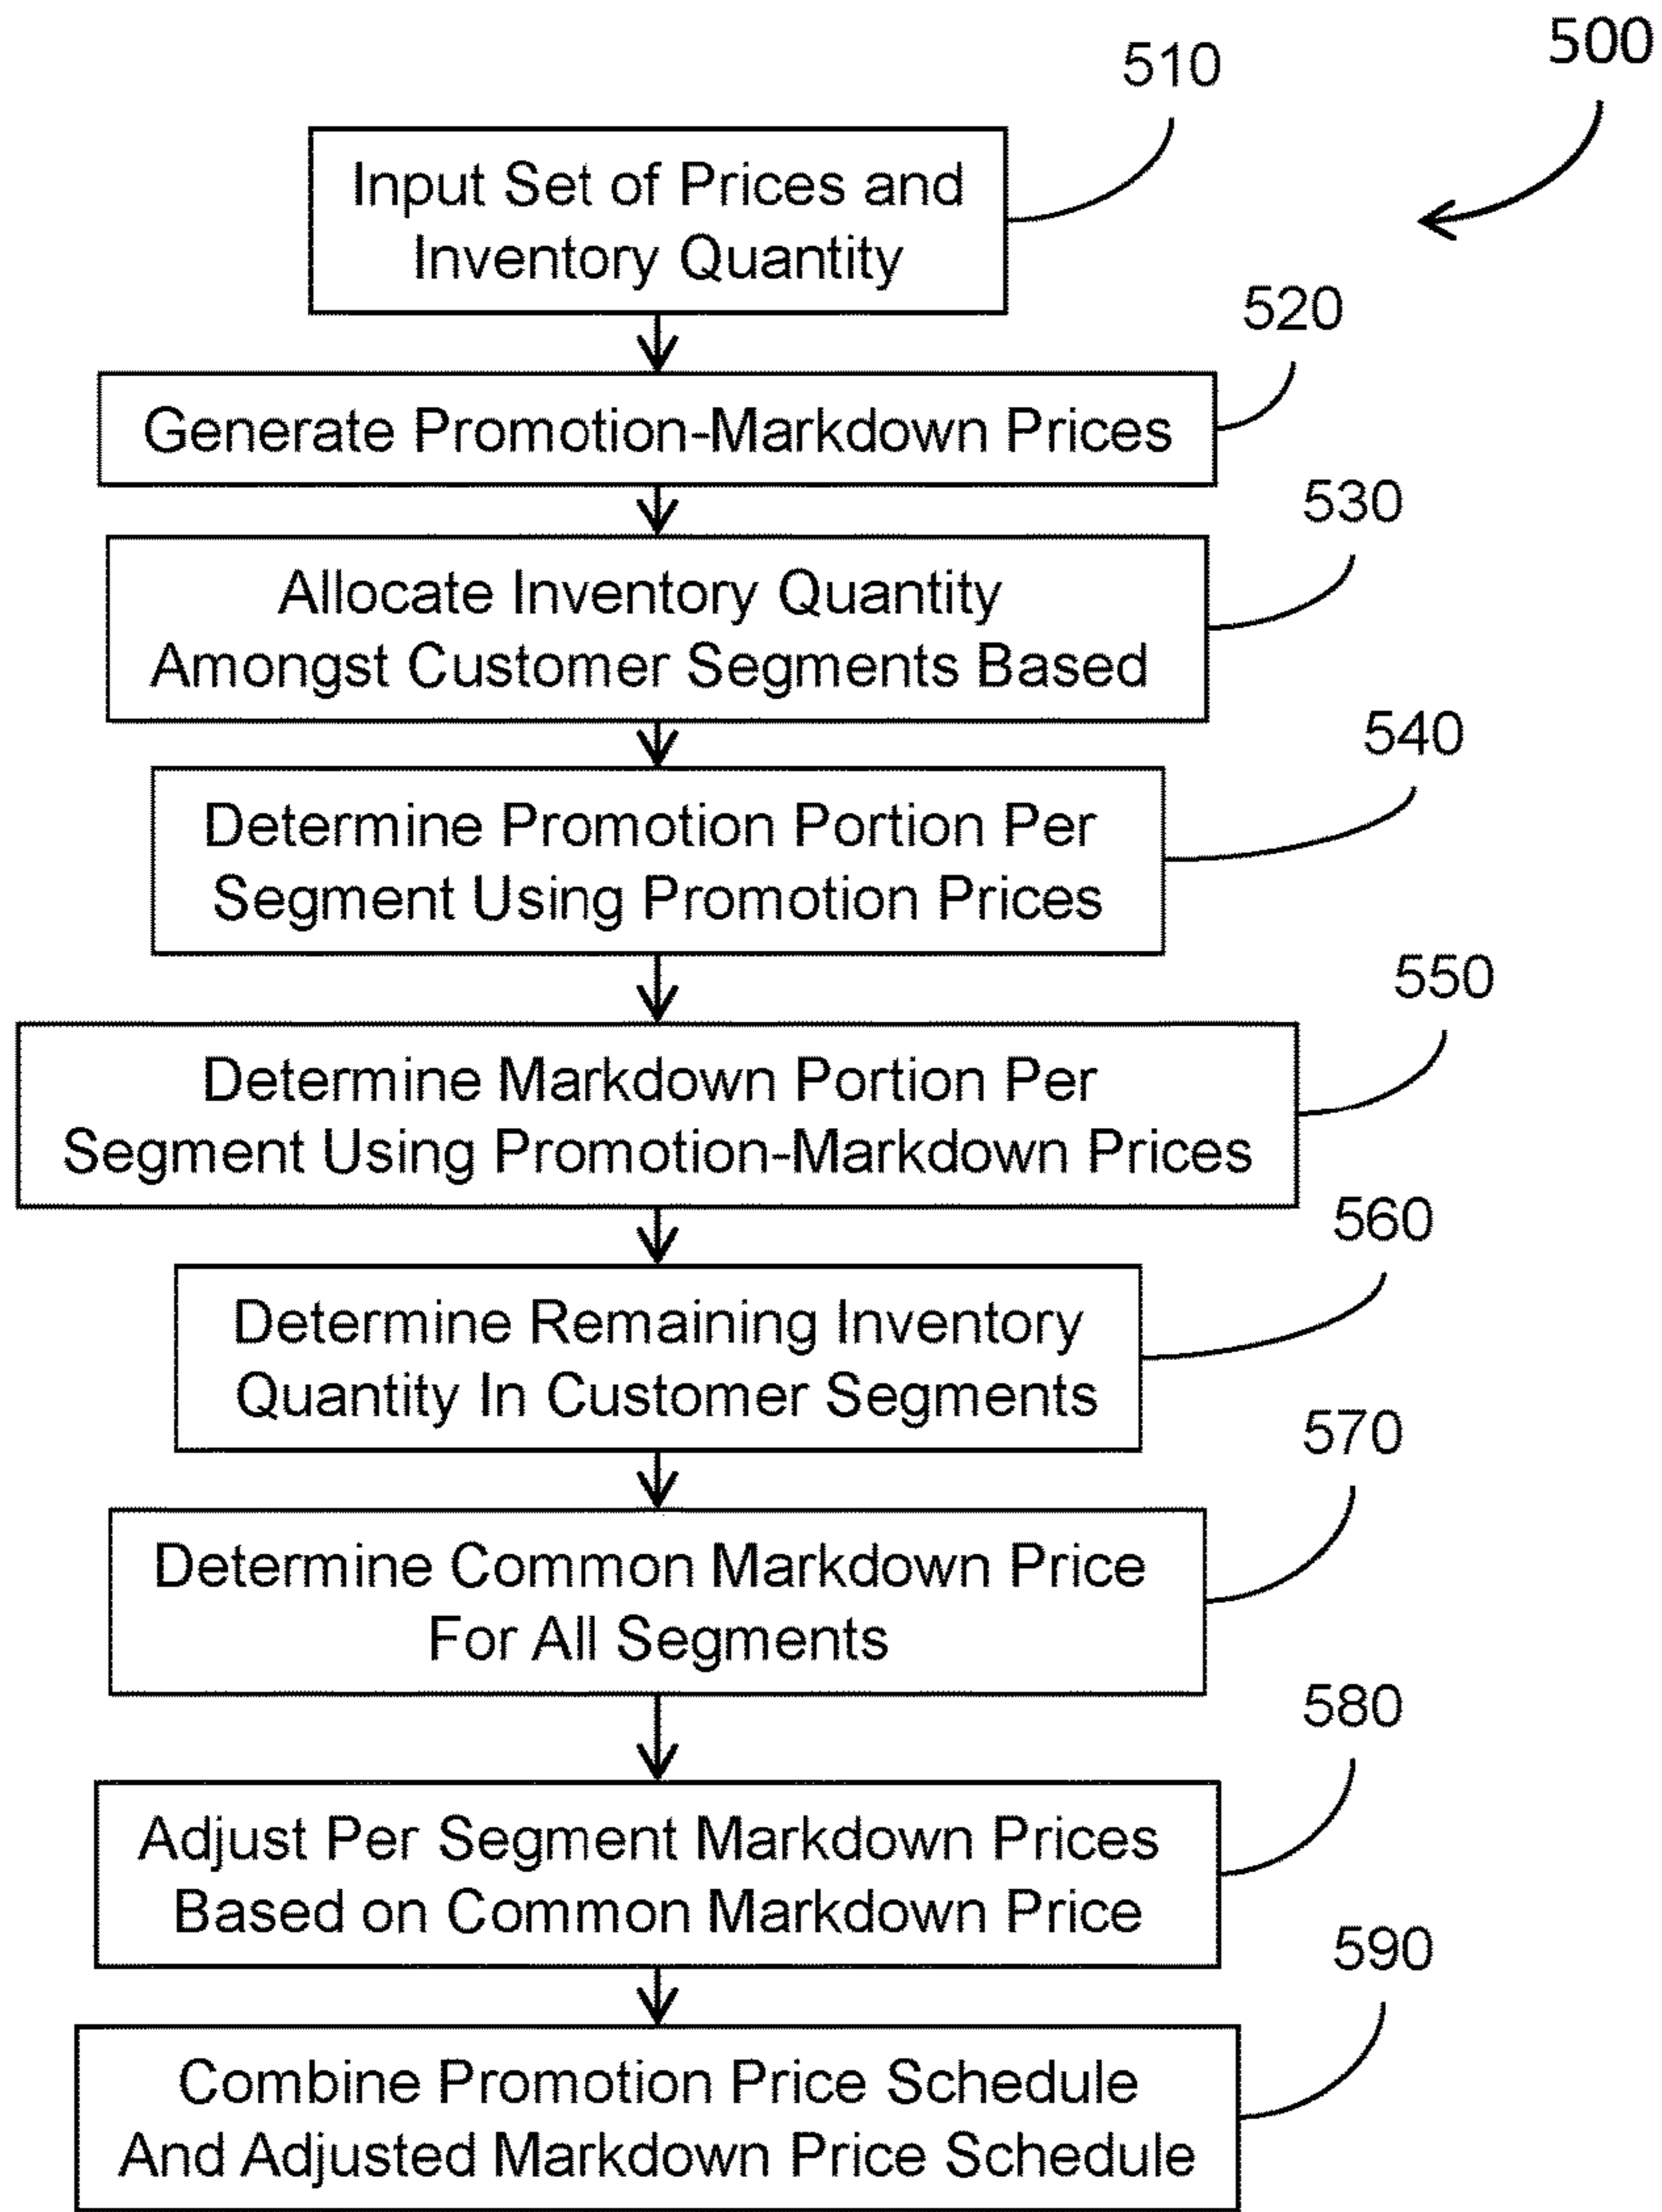 500
510
Input Set of Prices and
Inventory Quantity
520
Generate Promotion-Markdown Prices
530
Allocate Inventory Quantity
Amongst Customer Segments Based
540
Determine Promotion Portion Per
Segment Using Promotion Prices
550
Determine Markdown Portion Per
Segment Using Promotion-Markdown Prices
560
Determine Remaining Inventory
Quantity In Customer Segments
570
Determine Common Markdown Price
For All Segments
580
Adjust Per Segment Markdown Prices
Based on Common Markdown Price
590
Combine Promotion Price Schedule
And Adjusted Markdown Price Schedule